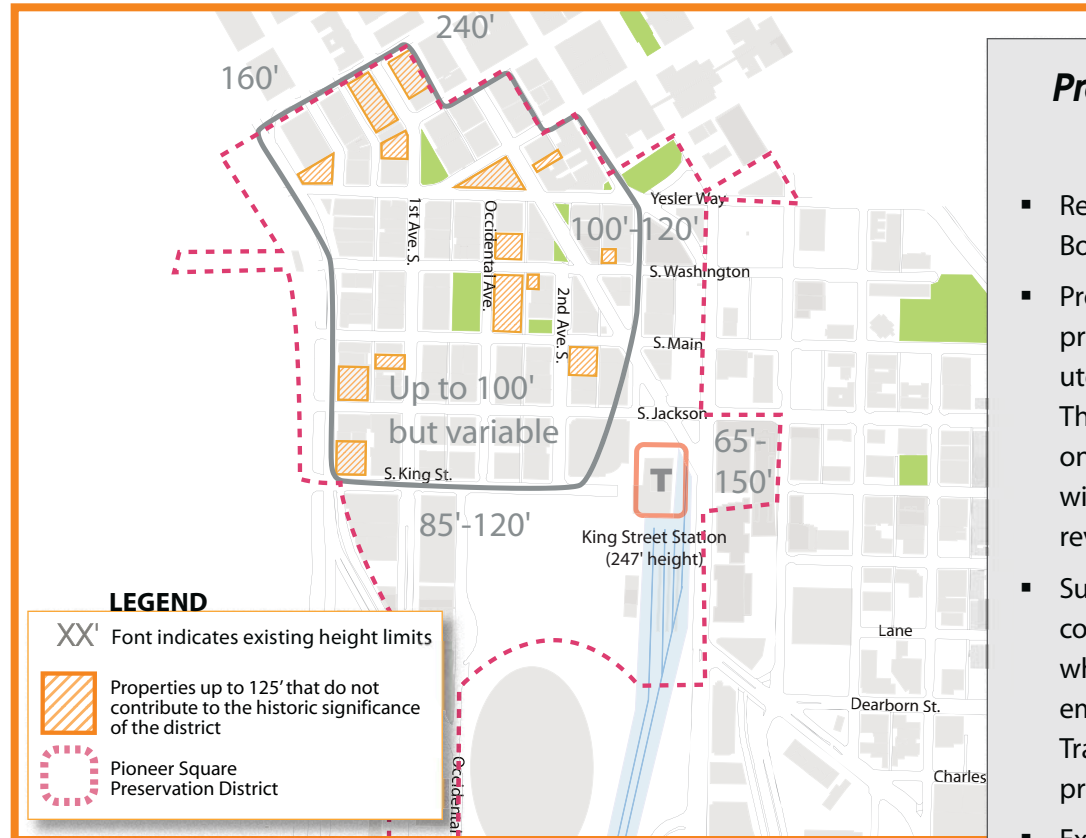 240'
160'
Yesler Way
100'-120'
1st Ave. S.
Occidental Ave.
2nd Ave. S.
S. Washington
S. Main
Up to 100'
but variable
S. Jackson
65'-
150'
T
S. King St.
85'-120'
King Street Station
(247' height)
Lane
Dearborn St.
Charles
Occidental
LEGEND
XX' Font indicates existing height limits
Properties up to 125' that do not
contribute to the historic significance
of the district
Pioneer Square
Preservation District
Pr
Re
Bo
Pr
pr
ut
Th
on
wi
re
Su
co
wh
en
Tra
pr
Ex